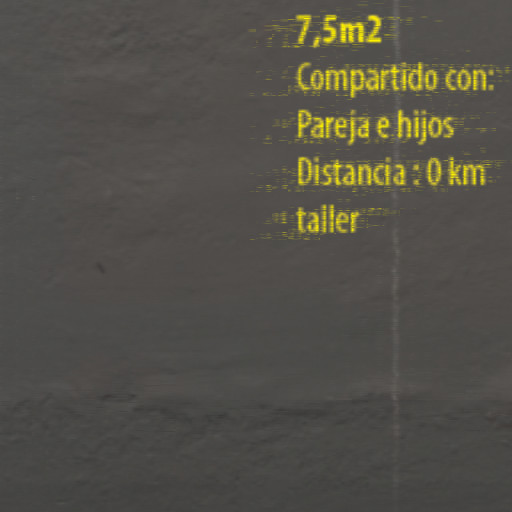 7,5m2
Compartido con:
Pareja e hijos
Distancia : 0 km
taller